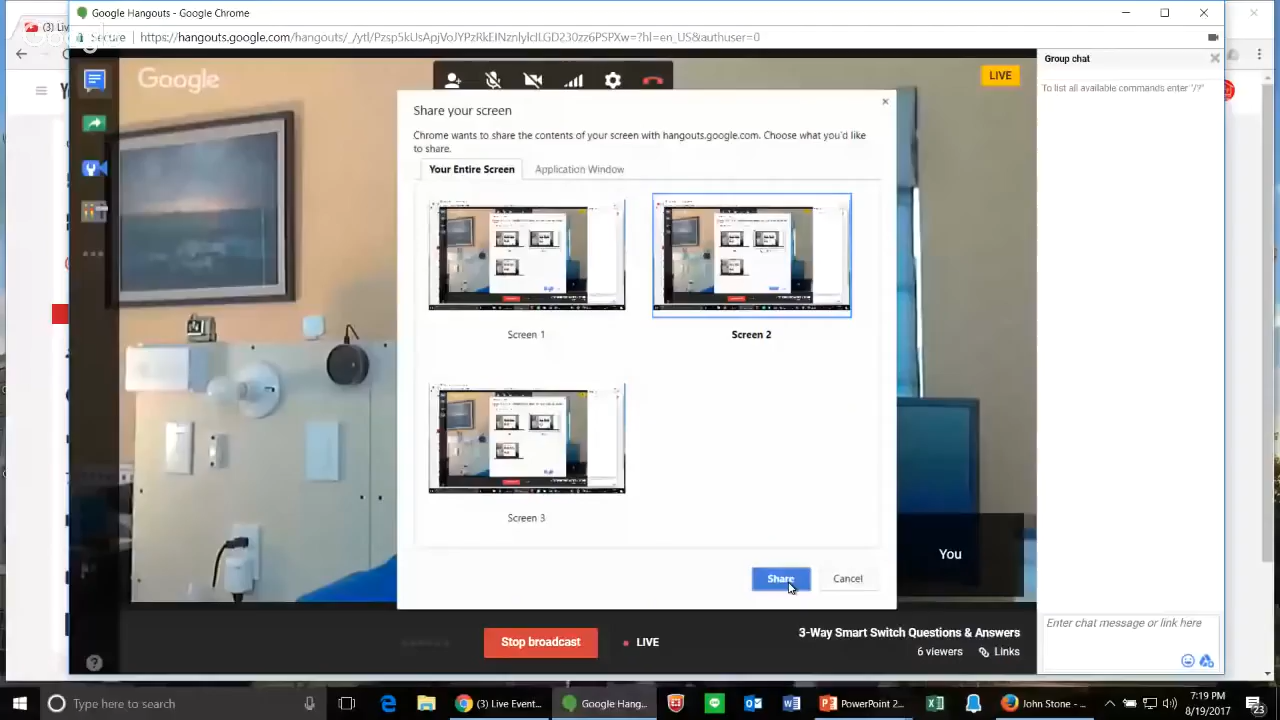 Google Hangouts - Google Chrome
(3) Live
Secure
https://hangouts.google.com/hangouts/_/ytl/Pzsp5kUsApjVoJYPzRkEINznlylcILGD230zz6PSPXw=?hl=en_US&authuser=0
Google
LIVE
Group chat
To list all available commands enter "/?"
Share your screen
Chrome wants to share the contents of your screen with hangouts.google.com. Choose what you'd like
to share.
Your Entire Screen
Application Window
Screen 1
Screen 2
Screen 3
You
Share
Cancel
Stop broadcast
LIVE
3-Way Smart Switch Questions & Answers
6 viewers
Links
Enter chat message or link here
Type here to search
(3) Live Event...
Google Hang...
PowerPoint 2...
John Stone - ...
7:19 PM
8/19/2017
23